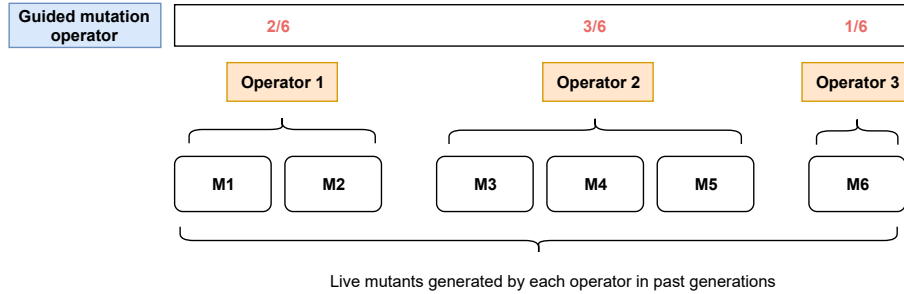 Guided mutation
operator
2/6 3/6 1/6
Operator 1 Operator 2 Operator 3
M1 M2 M3 M4 M5 M6
Live mutants generated by each operator in past generations